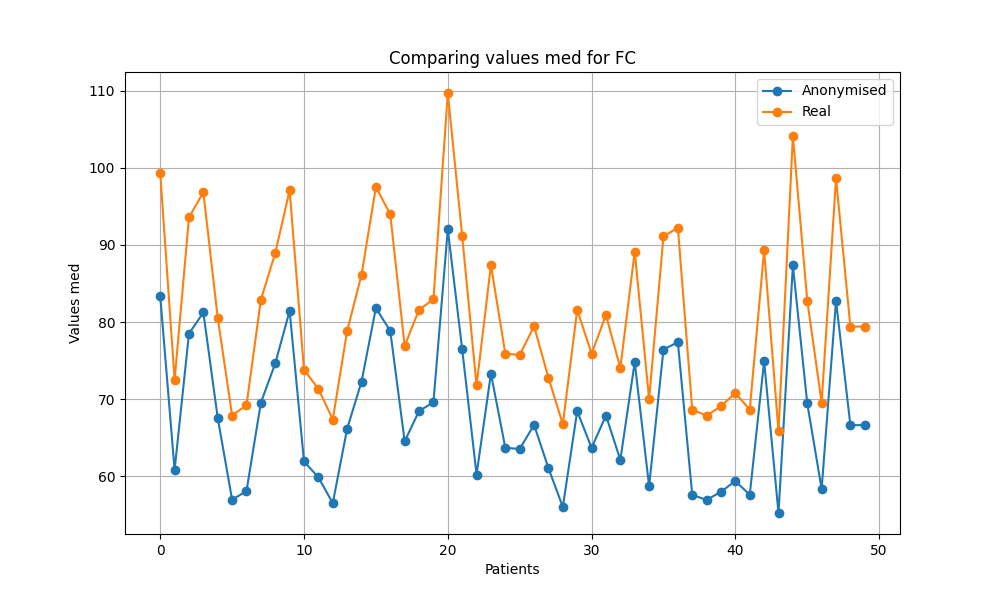 Comparing values med for FC
Anonymised
Real
110
100
90
80
70
60
Values med
0 10 20 30 40 50
Patients